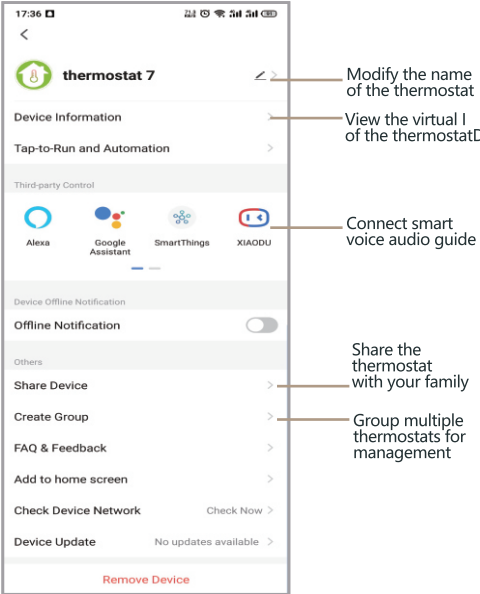 17:36
thermostat 7
Modify the name
of the thermostat
Device Information
View the virtual I
of the thermostatD
Tap-to-Run and Automation
Third-party Control
Alexa
Google
Assistant
SmartThings
XIAODU
Connect smart
voice audio guide
Device Offline Notification
Offline Notification
Others
Share the
thermostat
with your family
Share Device
Create Group
Group multiple
thermostats for
management
FAQ & Feedback
Add to home screen
Check Device Network Check Now
Device Update No updates available
Remove Device